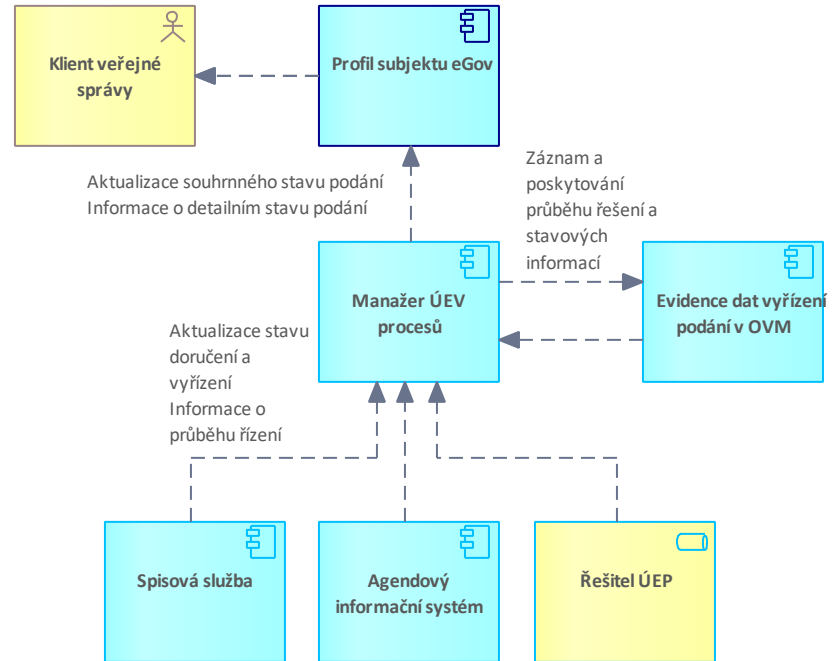 Klient veřejné
správy
Profil subjektu eGov
Aktualizace souhrnného stavu podání
Informace o detailním stavu podání
Záznam a
poskytování
průběhu řešení a
stavových
informací
Manažer ÚEV
procesů
Evidence dat vyřízení
podání v OVM
Aktualizace stavu
doručení a
vyřízení
Informace o
průběhu řízení
Spisová služba
Agendový
informační systém
Řešitel ÚEP